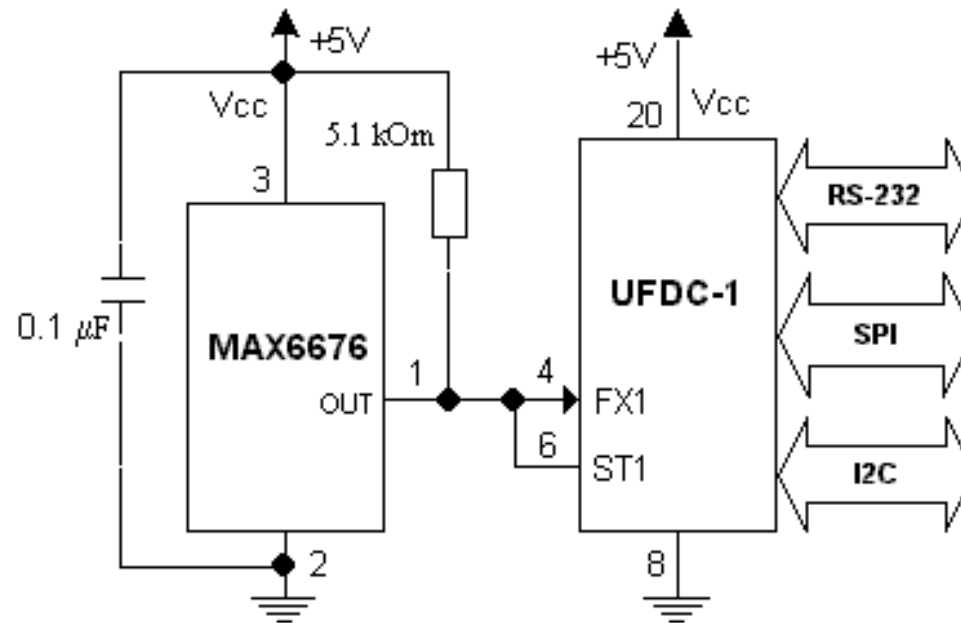 +5V
+5V
Vcc
20
Vcc
5.1 kOm
3
RS-232
UFDC-1
0.1 μF
MAX6676
SPI
1
4
OUT
FX1
6
ST1
I2C
2
8